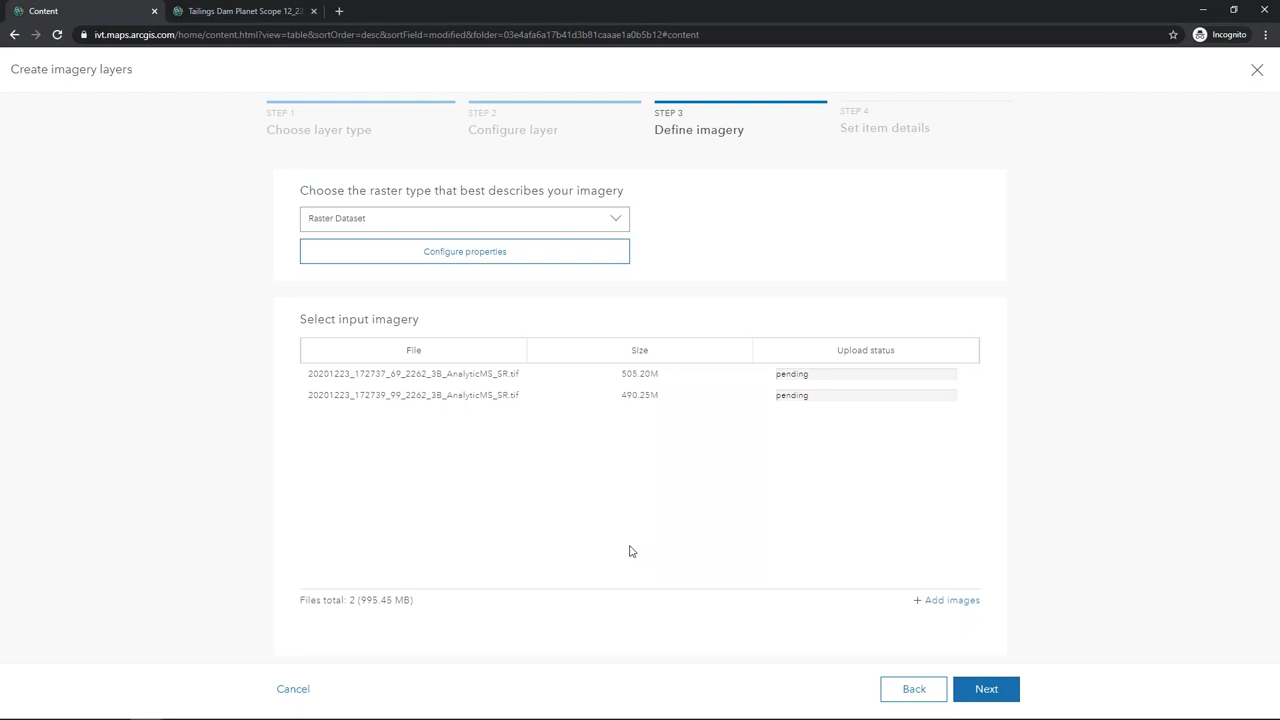 Content
Tailings Dam Planet Scope 12_23
ivt.maps.arcgis.com/home/content.html?view=table&sortOrder=desc&sortField=modified&folder=03e4afa6a17b41d3b81caaae1a0b5b12#content
Incognito
Create imagery layers
STEP 1
Choose layer type
STEP 2
Configure layer
STEP 3
Define imagery
STEP 4
Set item details
Choose the raster type that best describes your imagery
Raster Dataset
Configure properties
Select input imagery
File Size Upload status
20201223_172737_69_2262_3B_AnalyticMS_SR.tif 505.20M pending
20201223_172739_99_2262_3B_AnalyticMS_SR.tif 490.25M pending
Files total: 2 (995.45 MB)
+ Add images
Cancel
Back
Next